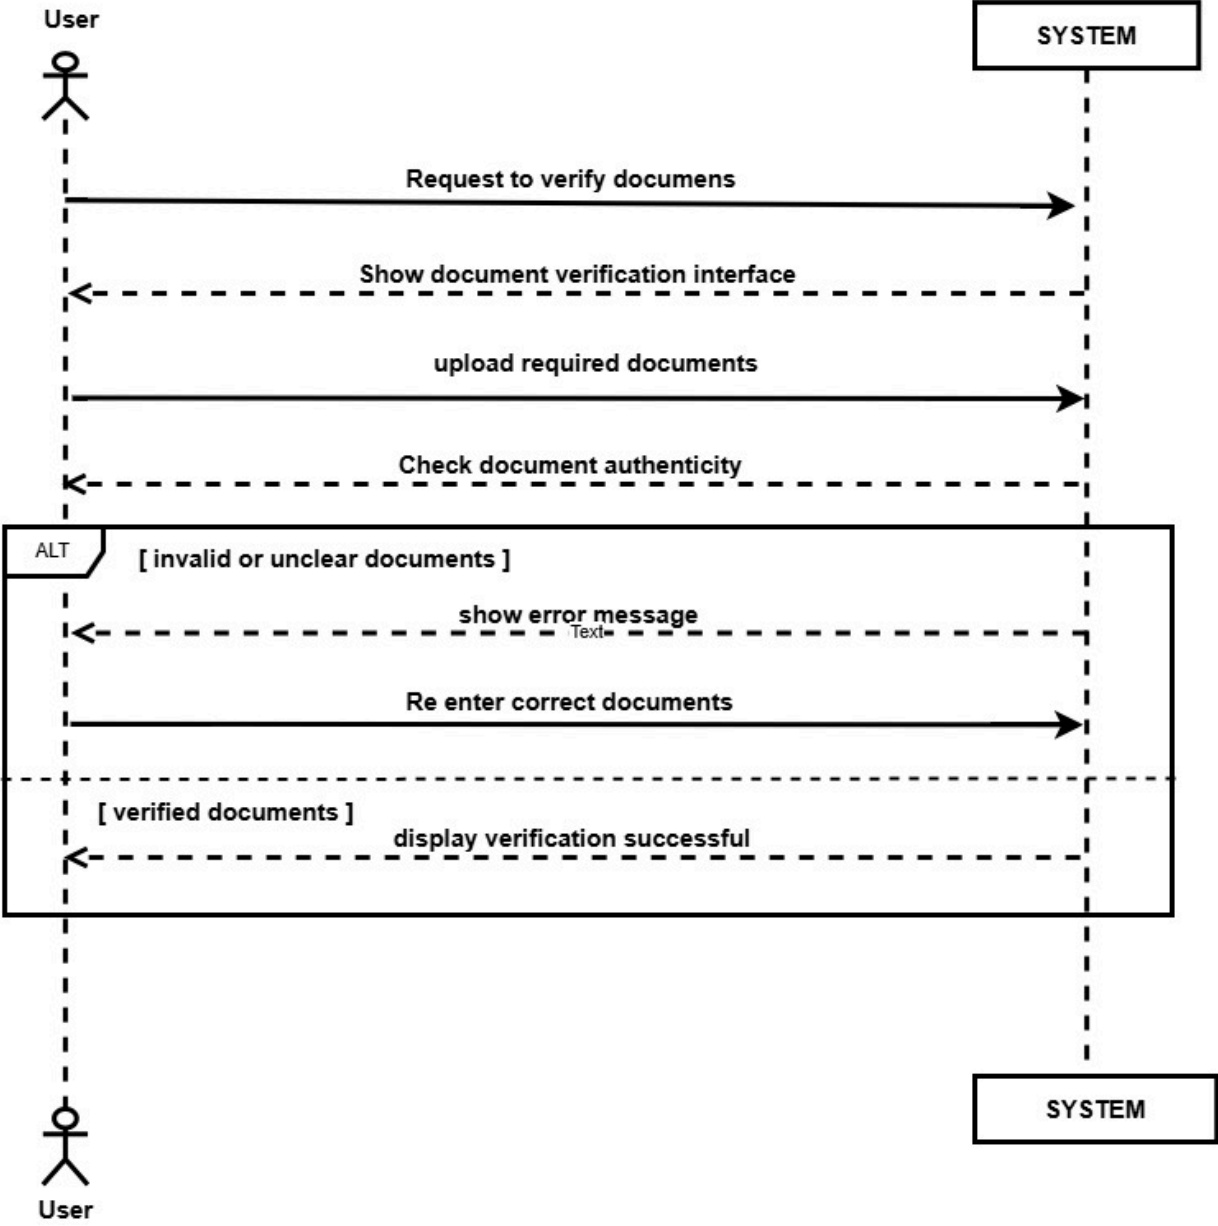 User
SYSTEM
Request to verify documens
Show document verification interface
upload required documents
Check document authenticity
ALT
[ invalid or unclear documents ]
show error message
Text
Re enter correct documents
[ verified documents ]
display verification successful
SYSTEM
User